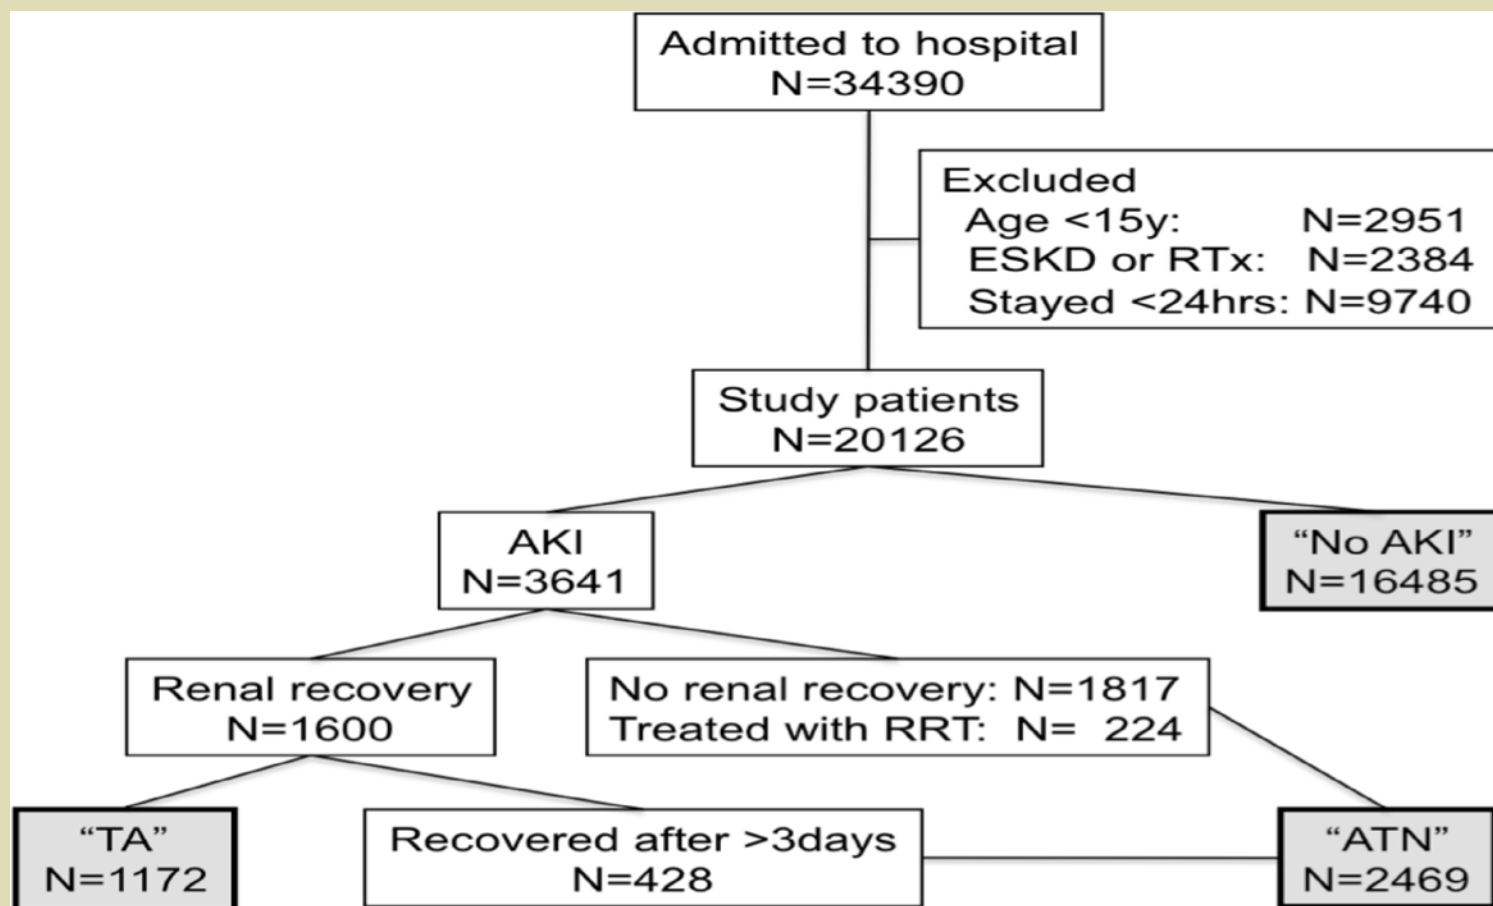 Admitted to hospital
N=34390
Excluded
Age <15y: N=2951
ESKD or RTx: N=2384
Stayed <24hrs: N=9740
Study patients
N=20126
AKI
N=3641
“No AKI”
N=16485
Renal recovery
N=1600
No renal recovery: N=1817
Treated with RRT: N= 224
“TA”
N=1172
Recovered after >3days
N=428
“ATN”
N=2469